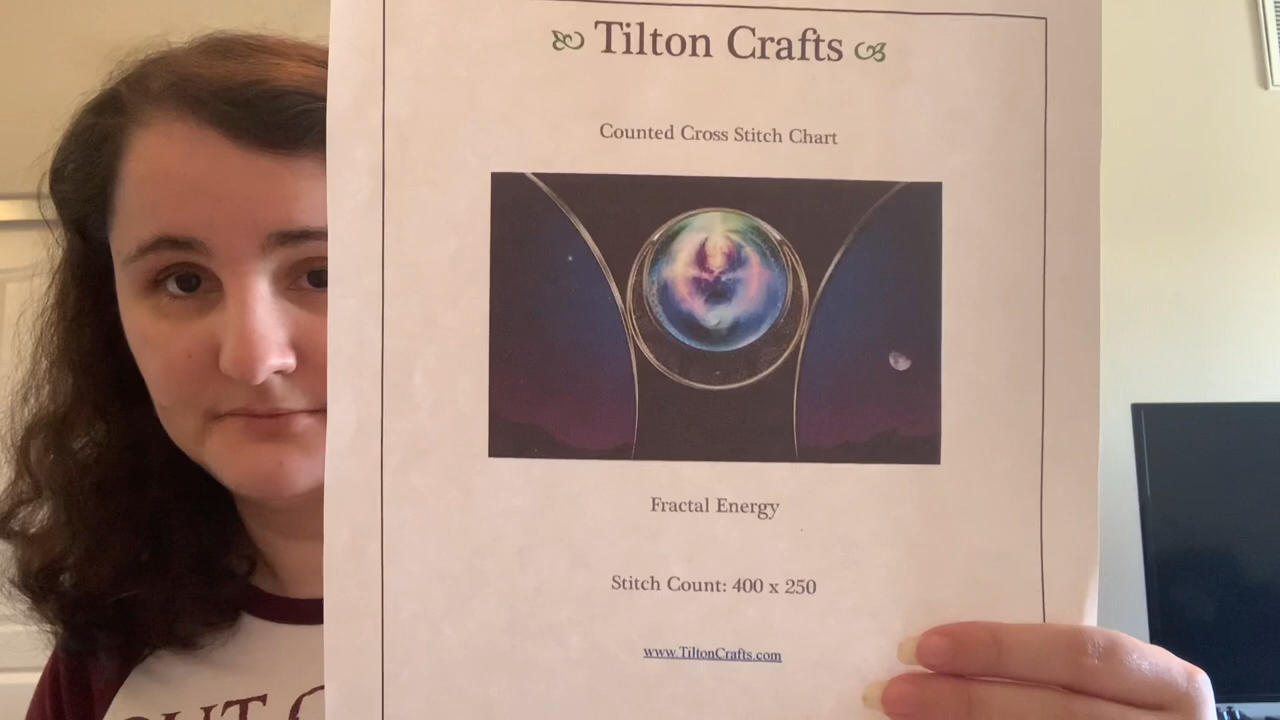 Tilton Crafts
Counted Cross Stitch Chart
Fractal Energy
Stitch Count: 400 x 250
www.TiltonCrafts.com